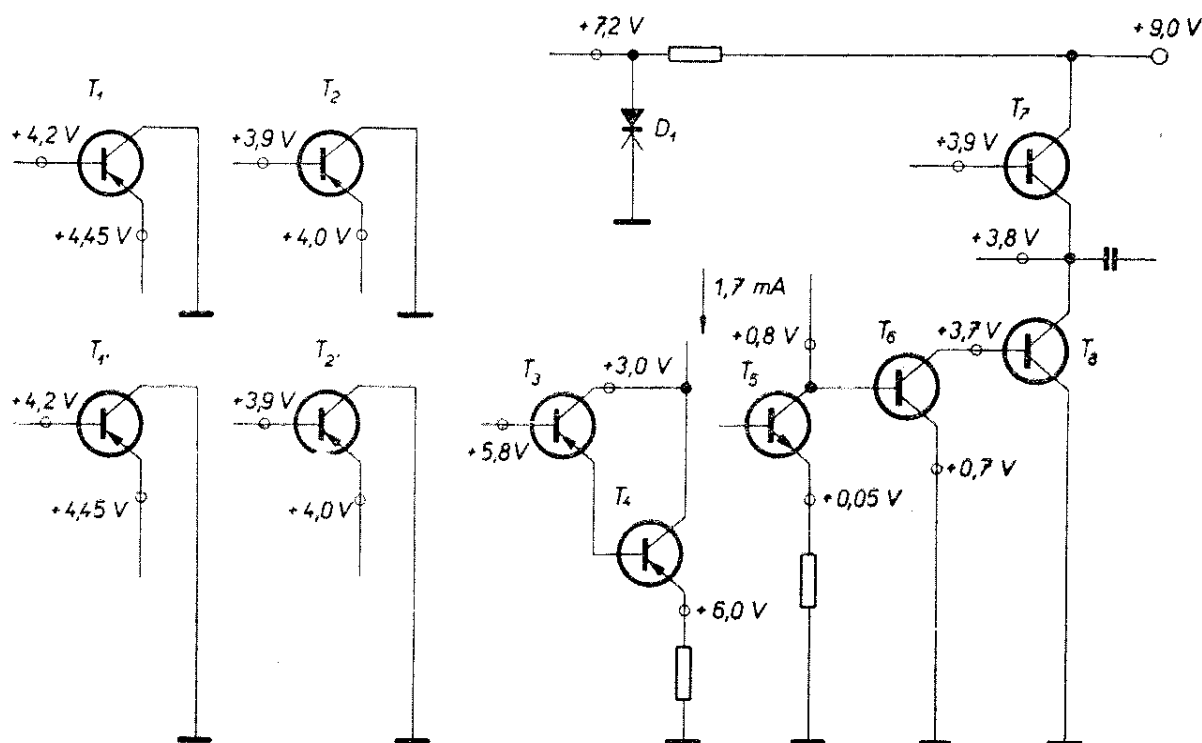 +7,2 V
+9,0 V
T1
T2
D1
T7
+4,2 V
+3,9 V
+3,9 V
+4,45 V
+4,0 V
+3,8 V
1,7 mA
+0,8 V
T6
+3,7 V
T8
T1'
T2'
T3
+3,0 V
T5
+4,2 V
+3,9 V
+5,8 V
+0,7 V
T4
+4,45 V
+4,0 V
+0,05 V
+6,0 V